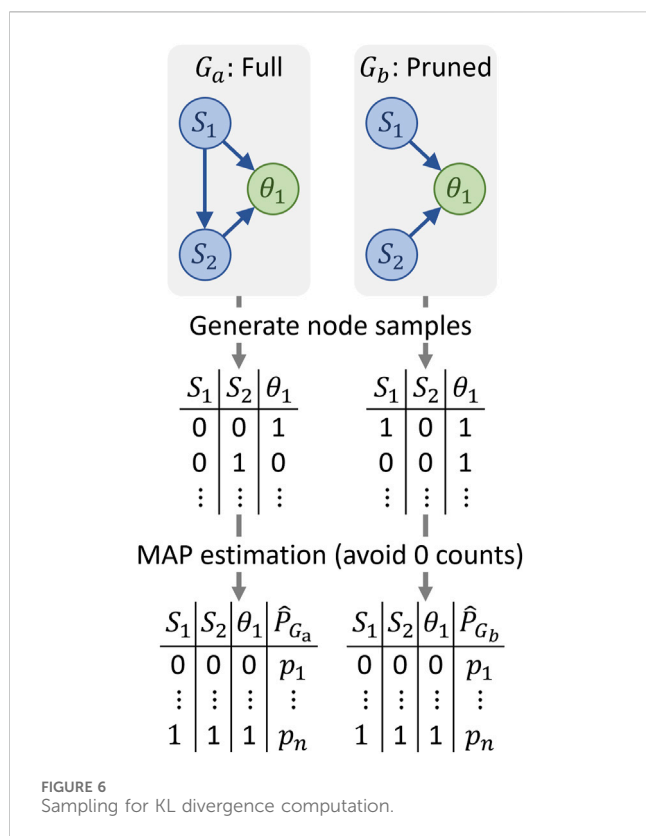 G_a: Full G_b: Pruned
S_1 S_1
θ_1 θ_1
S_2 S_2
Generate node samples
S_1 S_2 θ_1 S_1 S_2 θ_1
0 0 1 1 0 1
0 1 0 0 0 1
⋮ ⋮ ⋮ ⋮ ⋮ ⋮
MAP estimation (avoid 0 counts)
S_1 S_2 θ_1 P̂_{G_a} S_1 S_2 θ_1 P̂_{G_b}
0 0 0 p_1 0 0 0 p_1
⋮ ⋮ ⋮ ⋮ ⋮ ⋮ ⋮ ⋮
1 1 1 p_n 1 1 1 p_n
FIGURE 6
Sampling for KL divergence computation.